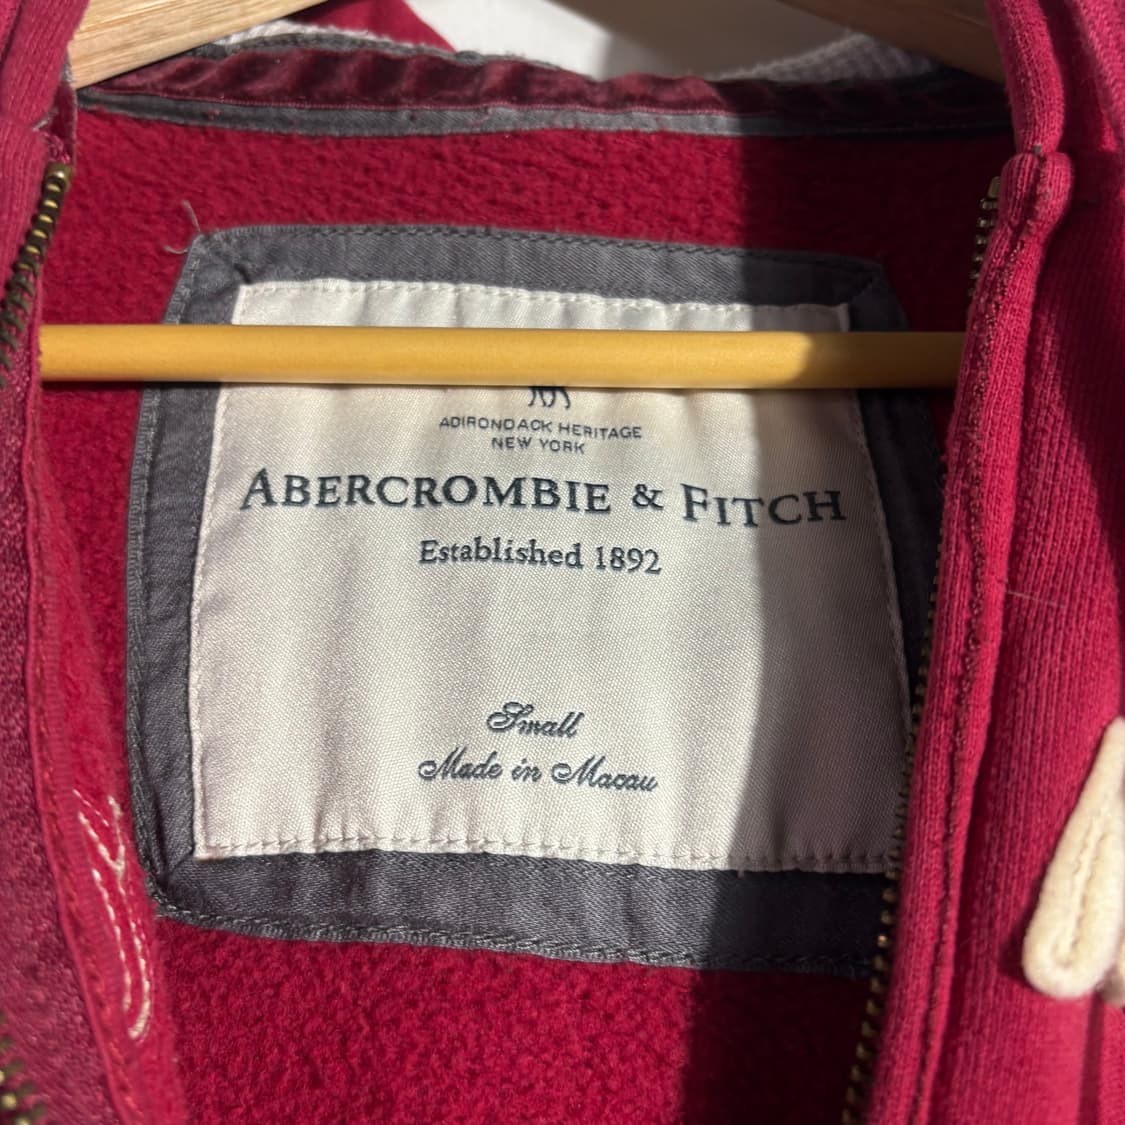 ADIRONDACK HERITAGE
NEW YORK
ABERCROMBIE & FITCH
Established 1892
Small
Made in Macau